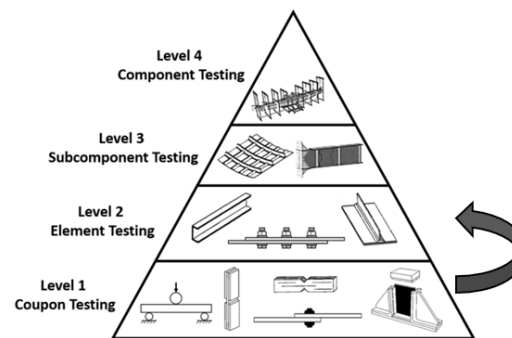 Level 4
Component Testing
Level 3
Subcomponent Testing
Level 2
Element Testing
Level 1
Coupon Testing